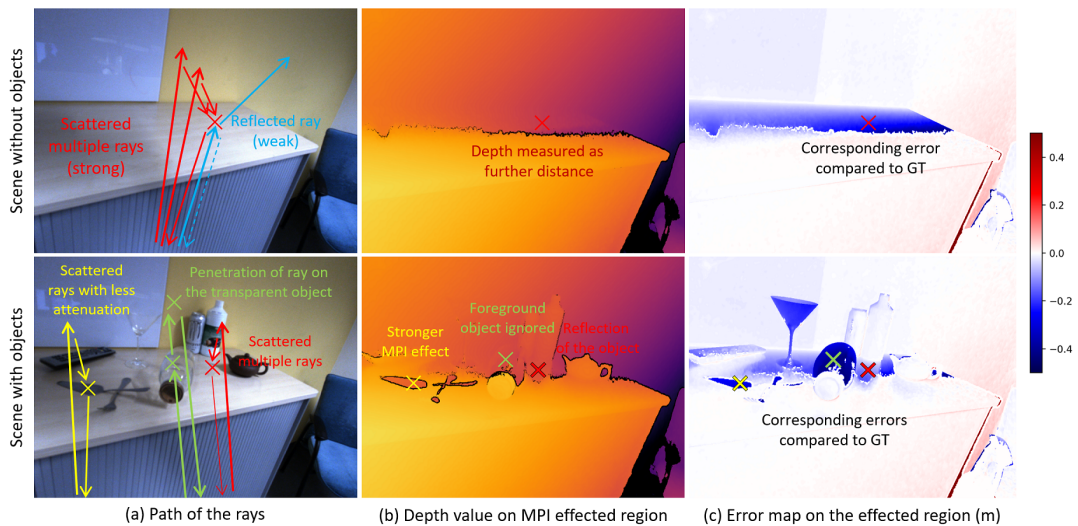 Scene without objects
Scattered
multiple rays
(strong)
Reflected ray
(weak)
Depth measured as
further distance
Corresponding error
compared to GT
Scene with objects
Scattered
rays with less
attenuation
Penetration of ray on
the transparent object
Scattered
multiple rays
Stronger
MPI effect
Foreground
object ignored
Reflection
of the object
Corresponding errors
compared to GT
0.4
0.2
0.0
−0.2
−0.4
(a) Path of the rays
(b) Depth value on MPI effected region
(c) Error map on the effected region (m)